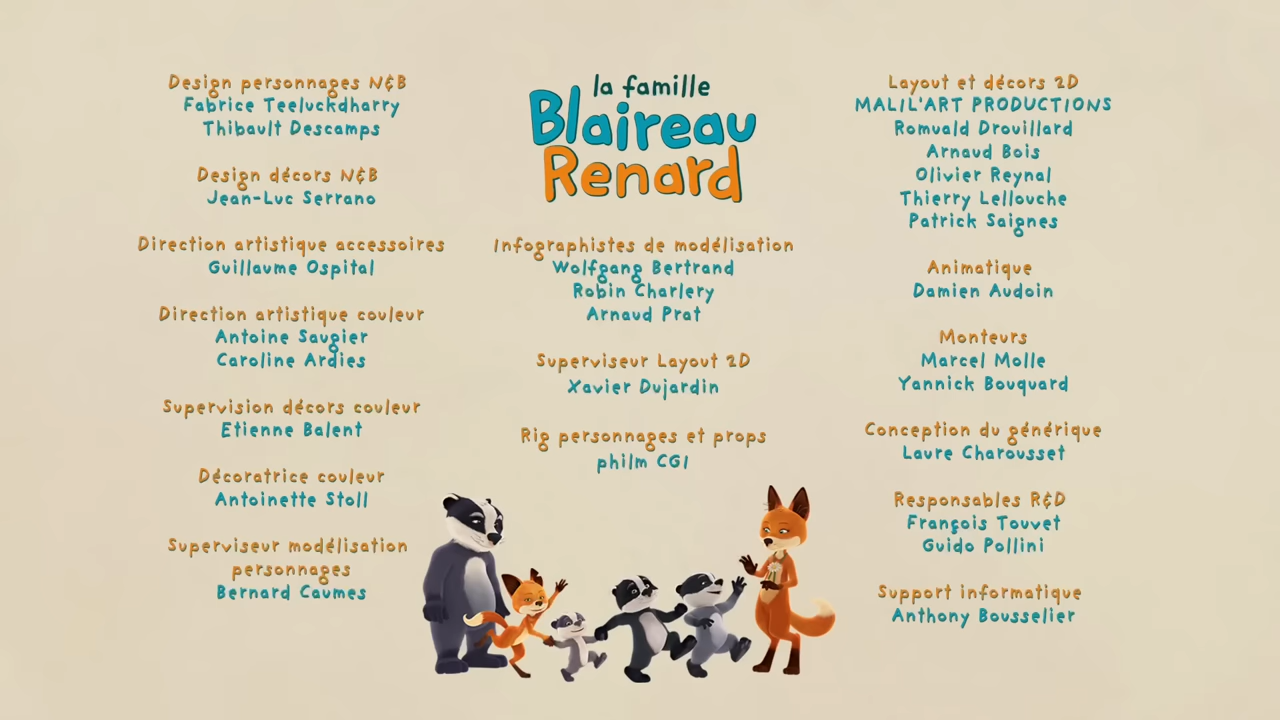 Design personnages N&B
Fabrice Teeluckdharry
Thibault Descamps
Design décors N&B
Jean-Luc Serrano
Direction artistique accessoires
Guillaume Ospital
Direction artistique couleur
Antoine Saugier
Caroline Ardies
Supervision décors couleur
Etienne Balent
Décoratrice couleur
Antoinette Stoll
Superviseur modélisation
personnages
Bernard Caumes
la famille
Blaireau
Renard
Infographistes de modélisation
Wolfgang Bertrand
Robin Charlery
Arnaud Prat
Superviseur Layout 2D
Xavier Dujardin
Rig personnages et props
philm CGI
Layout et décors 2D
MALIL'ART PRODUCTIONS
Romuald Drouillard
Arnaud Bois
Olivier Reynal
Thierry Lellouche
Patrick Saignes
Animatique
Damien Audoin
Monteurs
Marcel Molle
Yannick Bouquard
Conception du générique
Laure Charousset
Responsables R&D
François Touvet
Guido Pollini
Support informatique
Anthony Bousselier